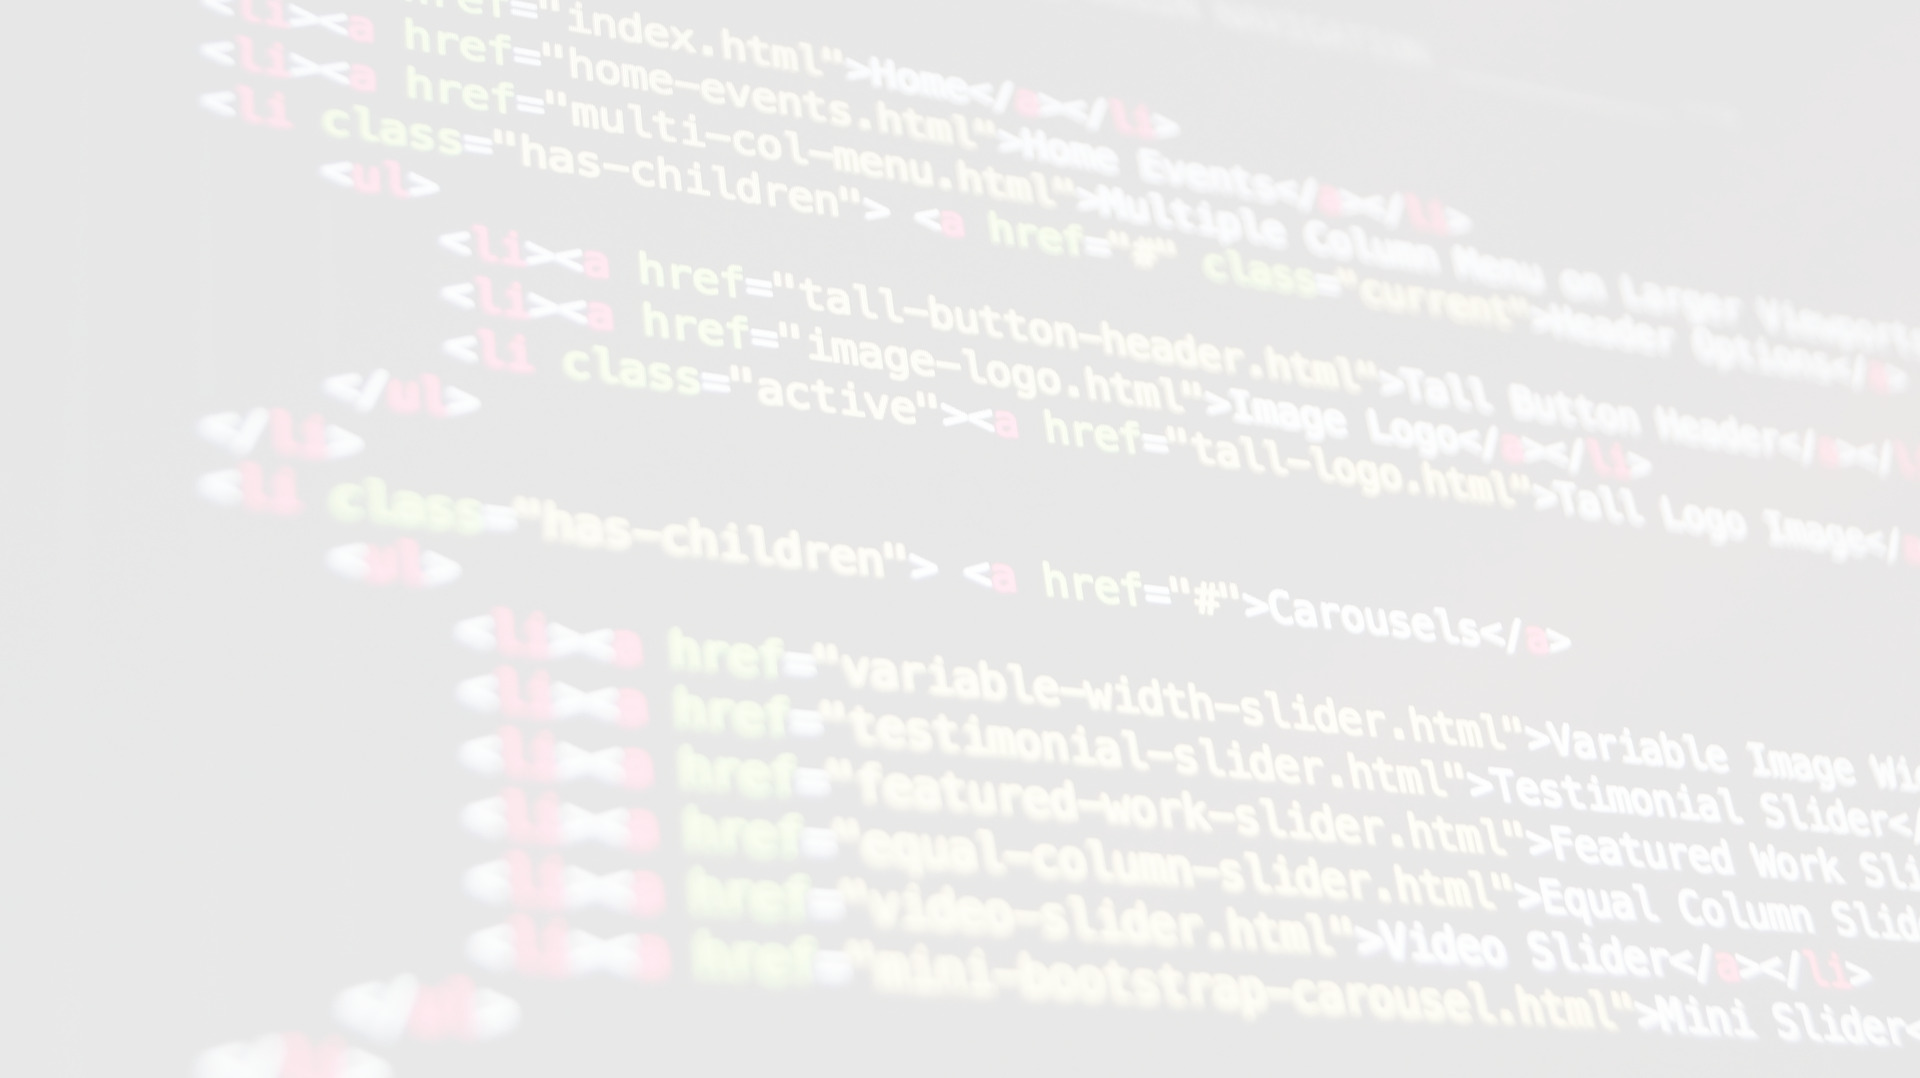 href="index.html">Home</a></li>
<li><a href="home-events.html">Home Events</a></li>
<li><a href="multi-col-menu.html">Multiple Column Menu on Larger Viewports
<li class="has-children"> <a href="#" class="current">Header Options</a>
<ul>
<li><a href="tall-button-header.html">Tall Button Header</a></li
<li><a href="image-logo.html">Image Logo</a></li>
<li class="active"><a href="tall-logo.html">Tall Logo Image</a
</ul>
</li>
<li class="has-children"> <a href="#">Carousels</a>
<ul>
<li><a href="variable-width-slider.html">Variable Image
<li><a href="testimonial-slider.html">Testimonial Slider</
<li><a href="featured-work-slider.html">Featured Work Sli
<li><a href="equal-column-slider.html">Equal Column Slid
<li><a href="video-slider.html">Video Slider</a></li>
<li><a href="mini-bootstrap-carousel.html">Mini Slider<
</ul>
</li>